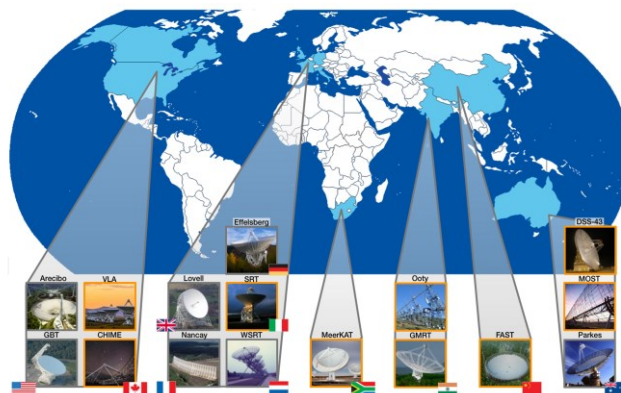 Effelsberg
DSS-43
Arecibo VLA Lovell SRT Ooty MOST
GBT CHIME Nancay WSRT MeerKAT GMRT FAST Parkes